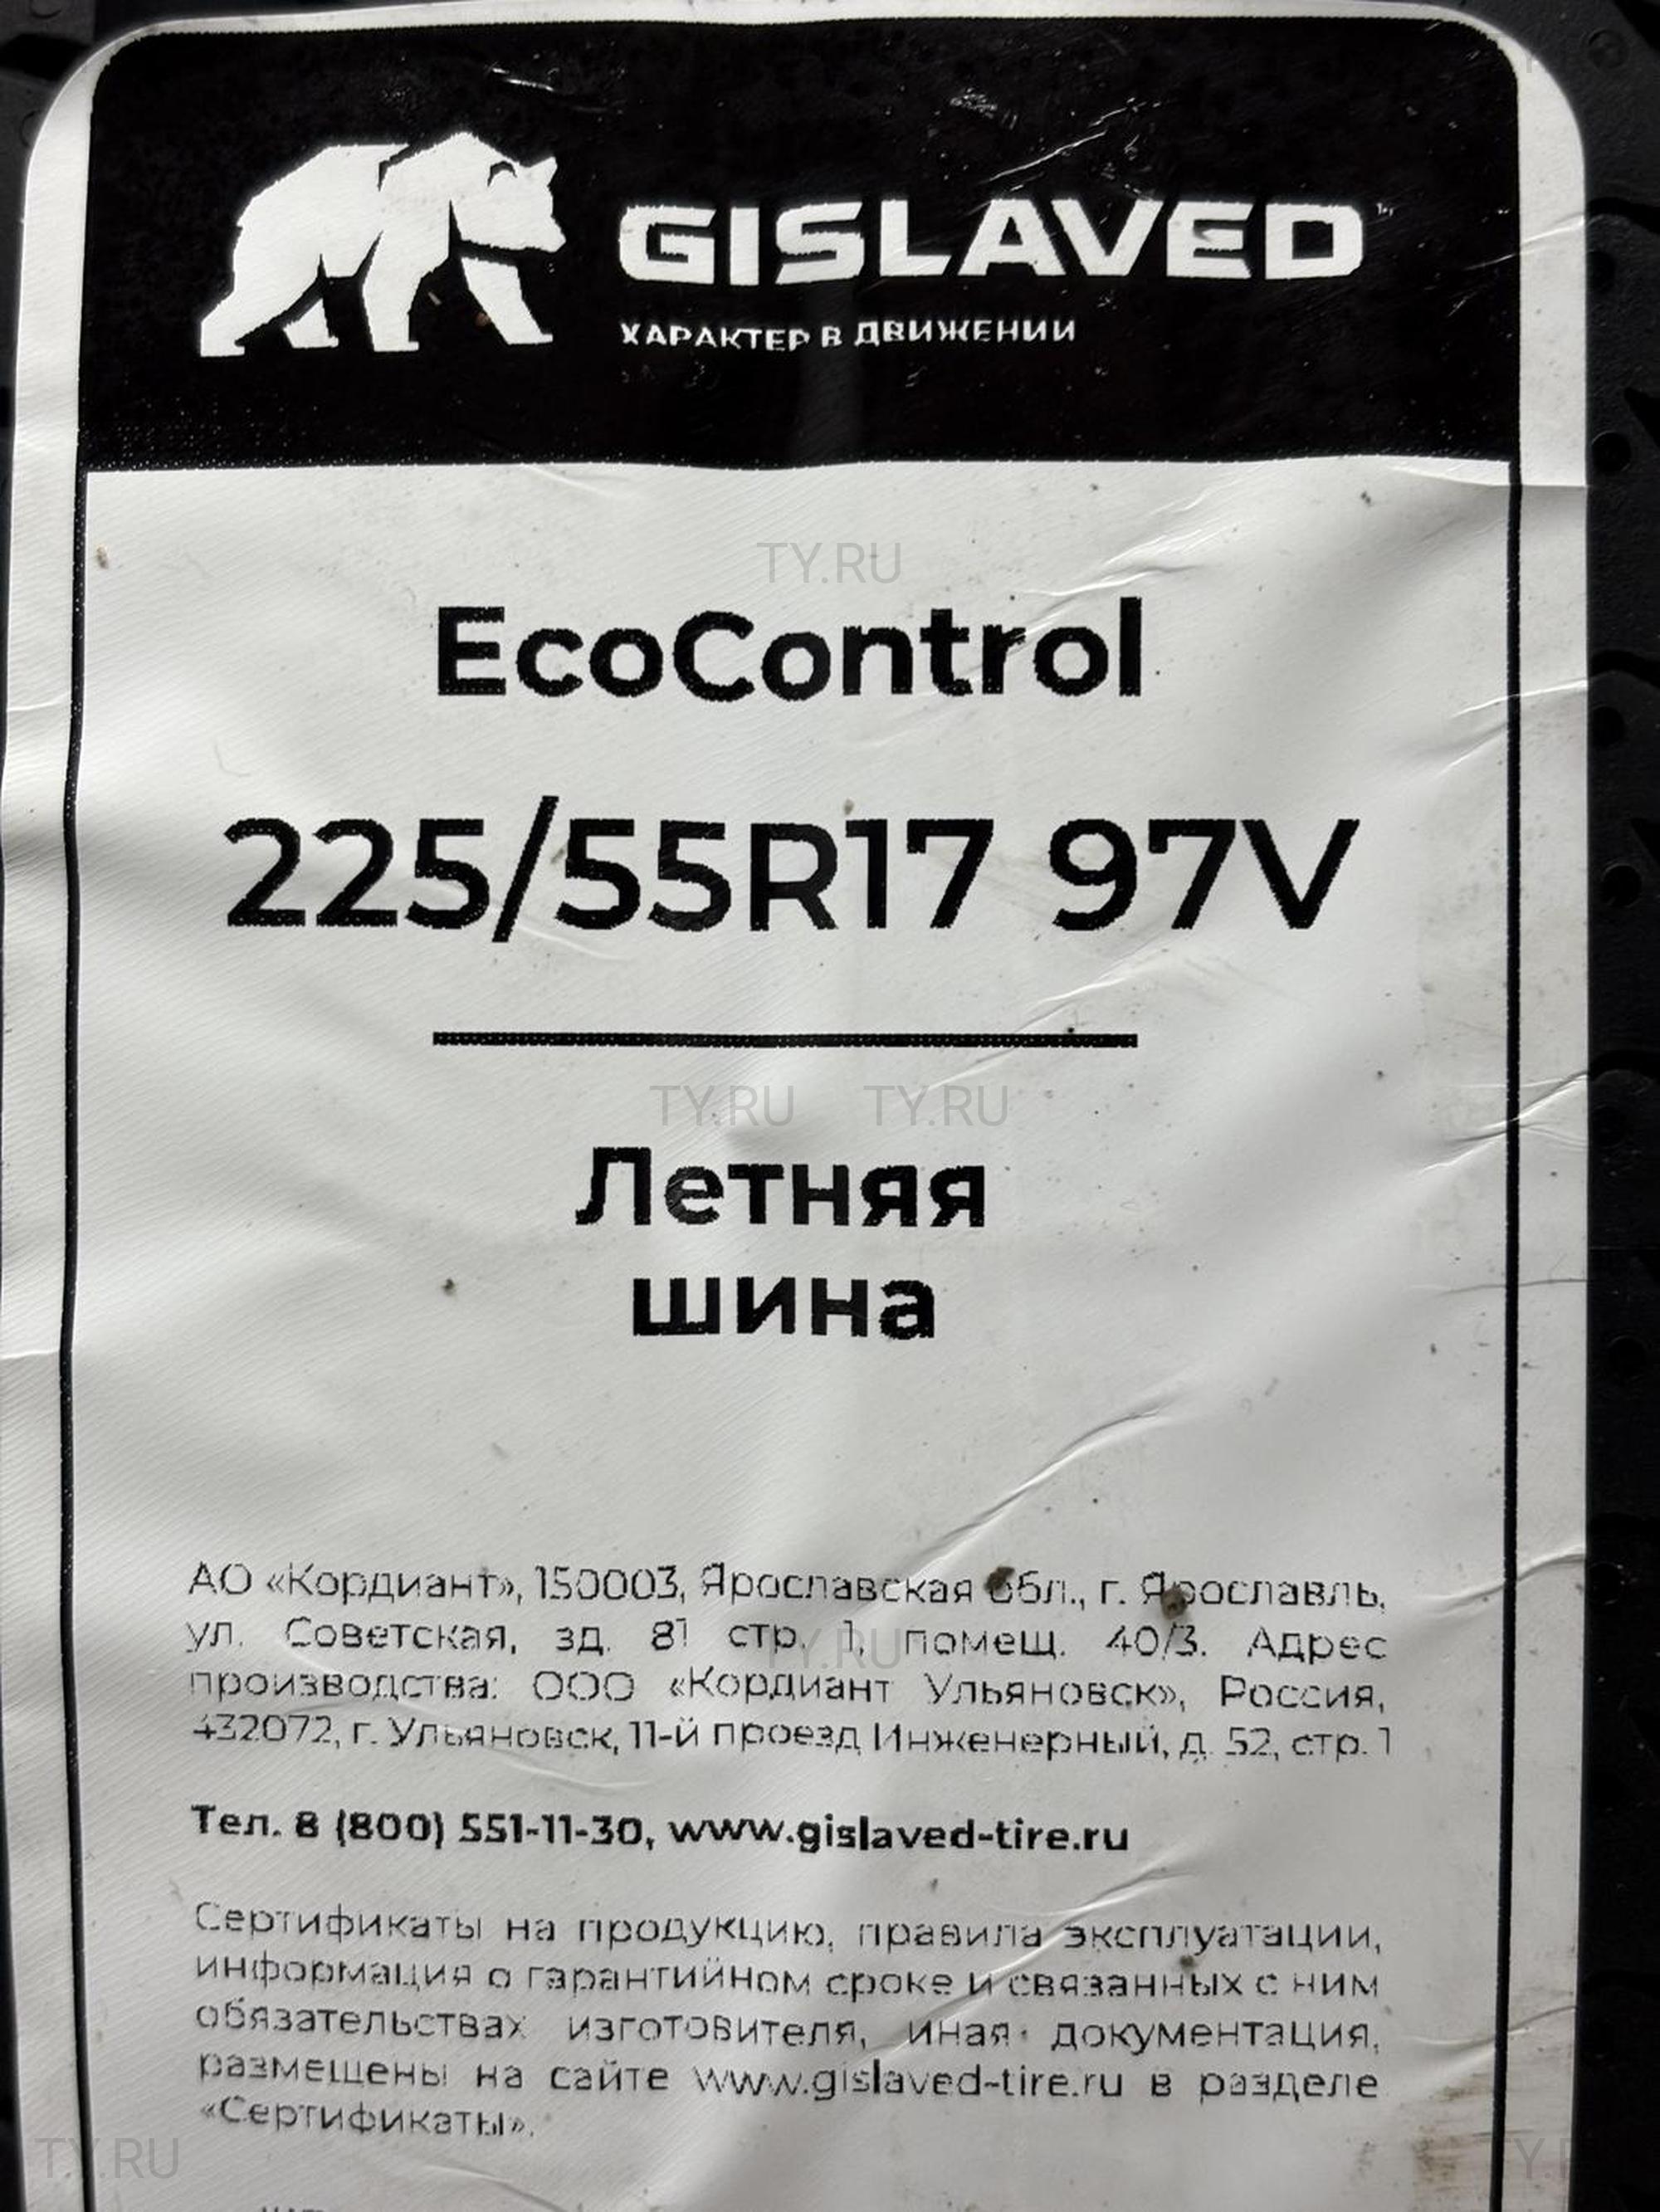 GISLAVED
ХАРАКТЕР В ДВИЖЕНИИ
TY.RU
EcoControl
225/55R17 97V
TY.RU TY.RU
Летняя
шина
АО «Кордиант», 150003, Ярославская обл., г. Ярославль,
ул. Советская, зд. 81 стр. 1, помещ. 40/3. Адрес
TY.RU
производства: ООО «Кордиант Ульяновск», Россия,
432072, г. Ульяновск, 11-й проезд Инженерный, д. 52, стр. 1
Тел. 8 (800) 551-11-30, www.gislaved-tire.ru
Сертификаты на продукцию, правила эксплуатации,
информация о гарантийном сроке и связанных с ним
обязательствах изготовителя, иная документация,
размещены на сайте www.gislaved-tire.ru в разделе
«Сертификаты».
TY.RU